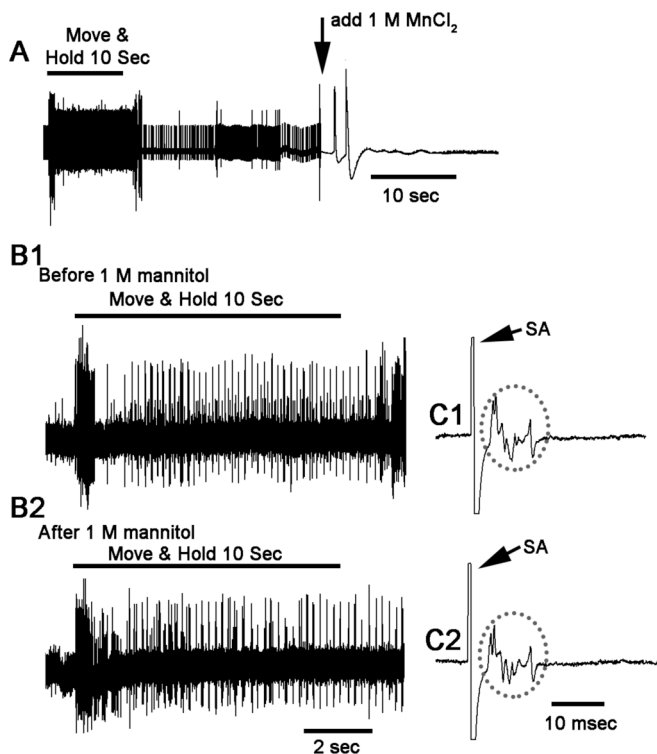 A
Move &
Hold 10 Sec
add 1 M MnCl₂
10 sec
B1
Before 1 M mannitol
Move & Hold 10 Sec
SA
C1
B2
After 1 M mannitol
Move & Hold 10 Sec
SA
C2
2 sec
10 msec